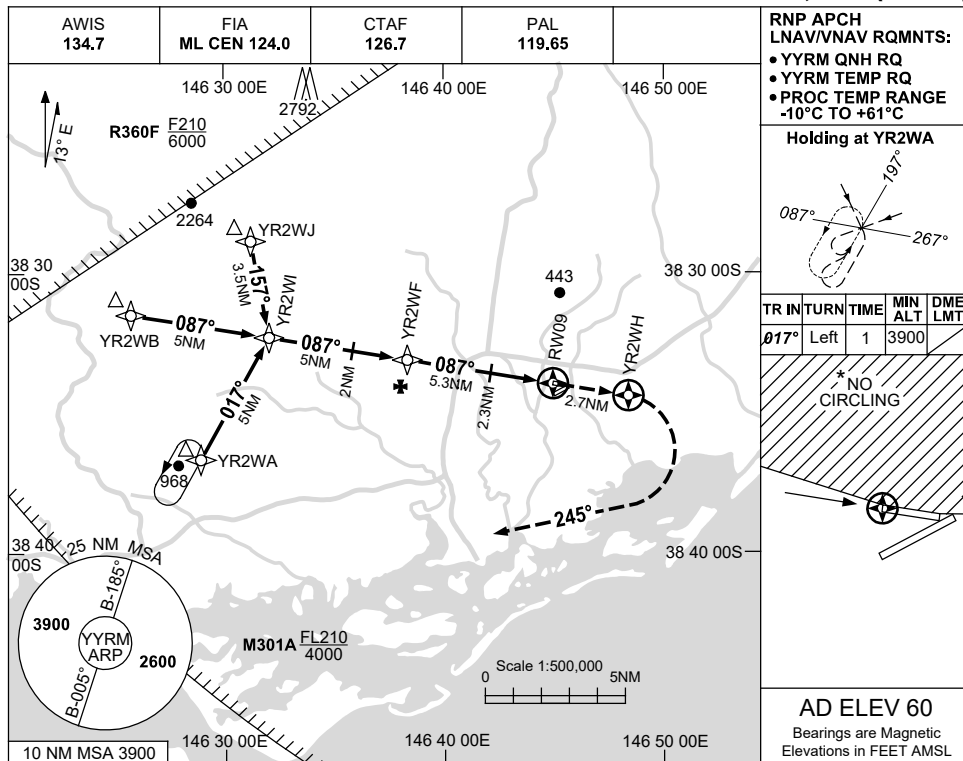 AWIS
134.7
FIA
ML CEN 124.0
CTAF
126.7
PAL
119.65
RNP APCH
LNAV/VNAV RQMNTS:
• YYRM QNH RQ
• YYRM TEMP RQ
• PROC TEMP RANGE
-10°C TO +61°C
146 30 00E
146 40 00E
146 50 00E
2792
13° E
R360F F210
6000
2264
YR2WJ
157°
3.5NM
38 30
00S
38 30 00S
YR2WB
087°
5NM
YR2WI
087°
5NM
2NM
YR2WF
087°
5.3NM
2.3NM
443
RW09
2.7NM
YR2WH
017°
5NM
YR2WA
968
245°
38 40
00S
38 40 00S
25 NM MSA
B-185°
3900
YYRM
ARP
2600
B-005°
10 NM MSA 3900
M301A FL210
4000
Scale 1:500,000
0
5NM
146 30 00E
146 40 00E
146 50 00E
Holding at YR2WA
197°
087°
267°
TR IN TURN TIME MIN ALT DME LMT
017° Left 1 3900
*NO
CIRCLING
AD ELEV 60
Bearings are Magnetic
Elevations in FEET AMSL